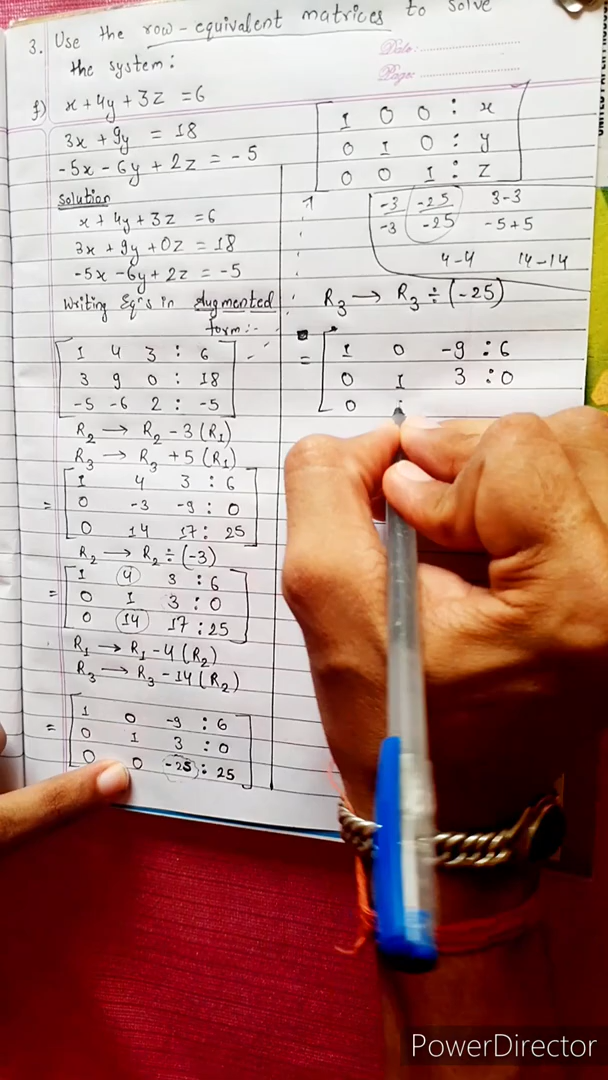 3. Use the row-equivalent matrices to solve
the system:
Date:
Page:
f) x + 4y + 3z = 6
3x + 9y = 18
-5x - 6y + 2z = -5
Solution
x + 4y + 3z = 6
3x + 9y + 0z = 18
-5x - 6y + 2z = -5
Writing Eqns in Augmented
form:-
1 4 3 : 6
3 9 0 : 18
-5 -6 2 : -5
R2 → R2 - 3(R1)
R3 → R3 + 5(R1)
1 4 3 : 6
= 0 -3 -9 : 0
0 14 17 : 25
R2 → R2 ÷ (-3)
1 4 3 : 6
= 0 1 3 : 0
0 14 17 : 25
R1 → R1 - 4(R2)
R3 → R3 - 14(R2)
1 0 -9 : 6
= 0 1 3 : 0
0 0 -25 : 25
1 0 0 : x
0 1 0 : y
0 0 1 : z
-3/-3 -25/-25 3-3
-5+5
4-4 14-14
R3 → R3 ÷ (-25)
1 0 -9 : 6
= 0 1 3 : 0
0
PowerDirector